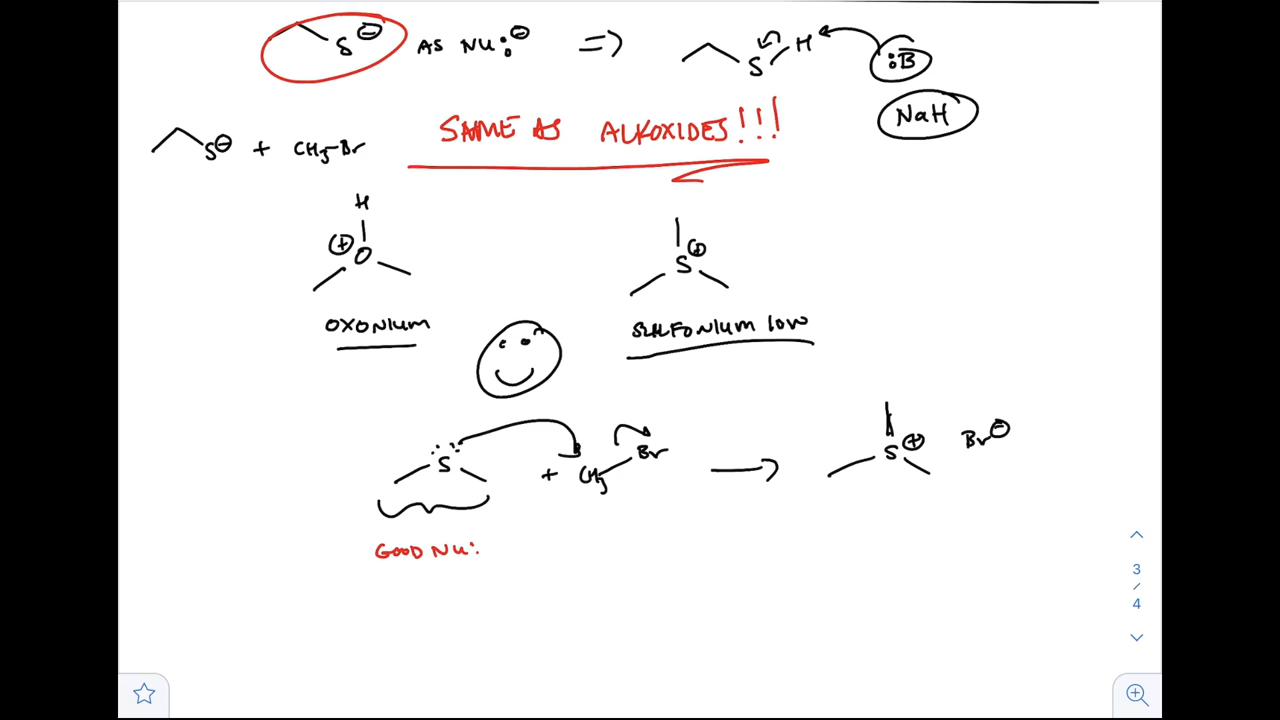 S⊖ AS NU:⊖ => S H :B
NaH
SAME AS ALKOXIDES!!!
S⊖ + CH3-Br
H
⊕ O
S ⊕
OXONIUM
SULFONIUM ION
S + CH3 Br → S ⊕ Br⊖
GOOD NU:
3
/
4